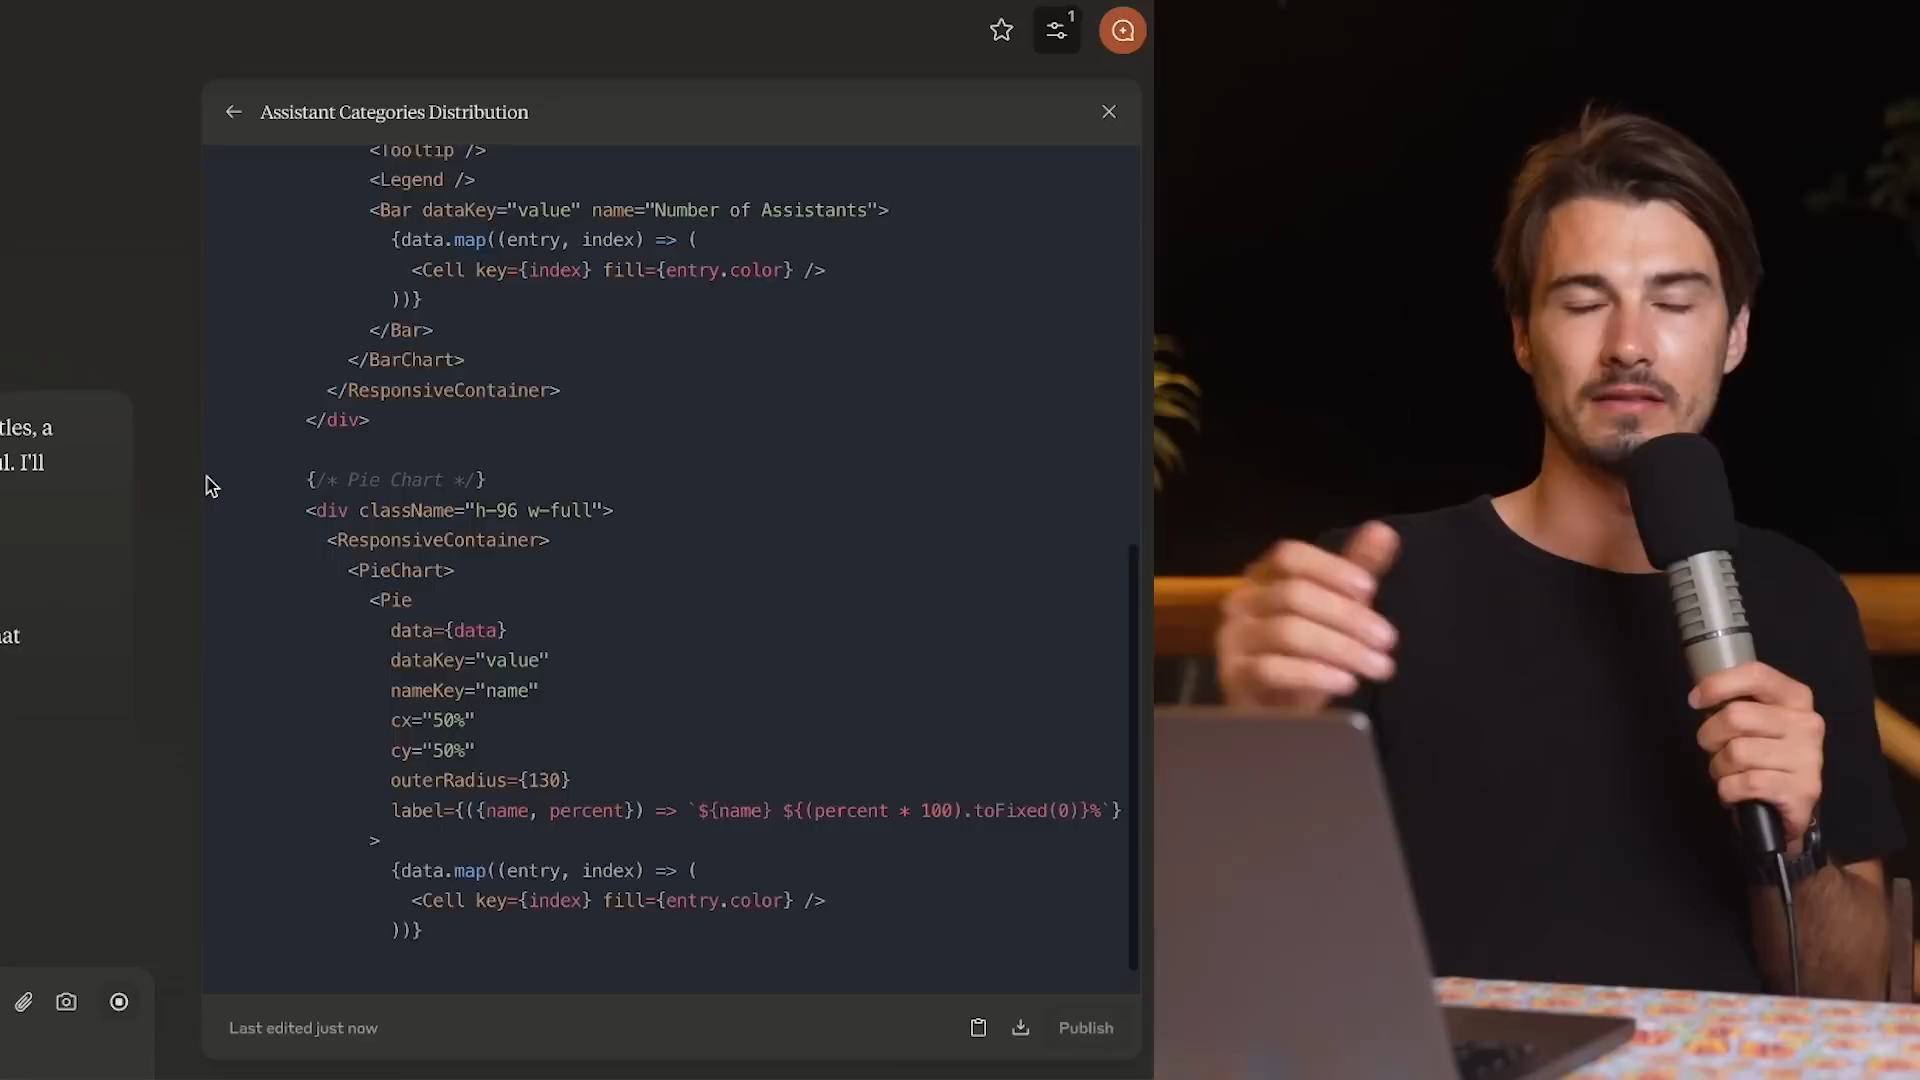 1
Assistant Categories Distribution
<Tooltip />
<Legend />
<Bar dataKey="value" name="Number of Assistants">
{data.map((entry, index) => (
<Cell key={index} fill={entry.color} />
))}
</Bar>
</BarChart>
</ResponsiveContainer>
</div>
{/* Pie Chart */}
<div className="h-96 w-full">
<ResponsiveContainer>
<PieChart>
<Pie
data={data}
dataKey="value"
nameKey="name"
cx="50%"
cy="50%"
outerRadius={130}
label={({name, percent}) => `${name} ${(percent * 100).toFixed(0)}%`}
>
{data.map((entry, index) => (
<Cell key={index} fill={entry.color} />
))}
Last edited just now
Publish
tles, a
I'll